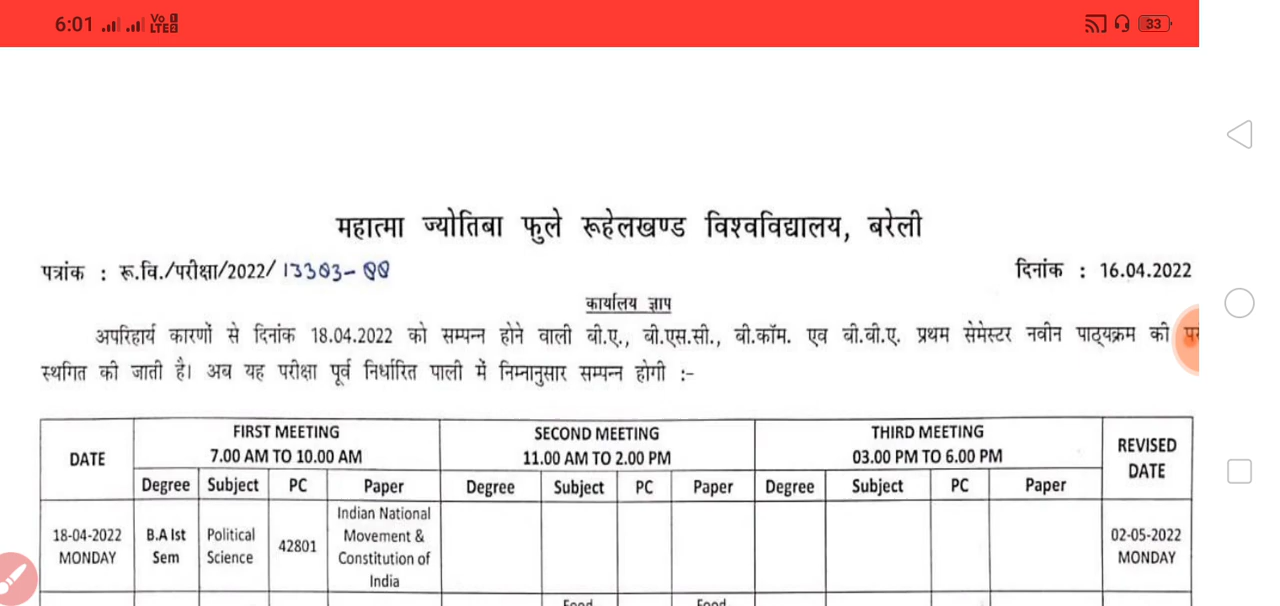 6:01 Vo LTE 33
महात्मा ज्योतिबा फुले रूहेलखण्ड विश्वविद्यालय, बरेली
पत्रांक : रू.वि./परीक्षा/2022/ दिनांक : 16.04.2022
कार्यालय ज्ञाप
अपरिहार्य कारणों से दिनांक 18.04.2022 को सम्पन्न होने वाली बी.ए., बी.एस.सी., बी.कॉम. एव बी.बी.ए. प्रथम सेमेस्टर नवीन पाठ्यक्रम की
स्थगित की जाती है। अब यह परीक्षा पूर्व निर्धारित पाली में निम्नानुसार सम्पन्न होगी :-
DATE FIRST MEETING SECOND MEETING THIRD MEETING REVISED DATE
7.00 AM TO 10.00 AM 11.00 AM TO 2.00 PM 03.00 PM TO 6.00 PM
Degree Subject PC Paper Degree Subject PC Paper Degree Subject PC Paper
18-04-2022 MONDAY B.A Ist Sem Political Science 42801 Indian National Movement & Constitution of India 02-05-2022 MONDAY
Food Food